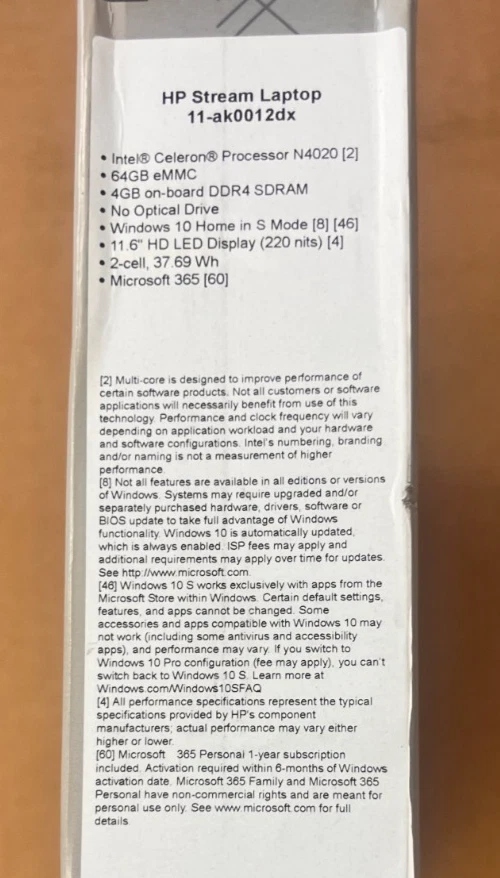 HP Stream Laptop
11-ak0012dx
• Intel® Celeron® Processor N4020 [2]
• 64GB eMMC
• 4GB on-board DDR4 SDRAM
• No Optical Drive
• Windows 10 Home in S Mode [8] [46]
• 11.6" HD LED Display (220 nits) [4]
• 2-cell, 37.69 Wh
• Microsoft 365 [60]
[2] Multi-core is designed to improve performance of
certain software products. Not all customers or software
applications will necessarily benefit from use of this
technology. Performance and clock frequency will vary
depending on application workload and your hardware
and software configurations. Intel's numbering, branding
and/or naming is not a measurement of higher
performance.
[8] Not all features are available in all editions or versions
of Windows. Systems may require upgraded and/or
separately purchased hardware, drivers, software or
BIOS update to take full advantage of Windows
functionality. Windows 10 is automatically updated,
which is always enabled. ISP fees may apply and
additional requirements may apply over time for updates.
See http://www.microsoft.com.
[46] Windows 10 S works exclusively with apps from the
Microsoft Store within Windows. Certain default settings,
features, and apps cannot be changed. Some
accessories and apps compatible with Windows 10 may
not work (including some antivirus and accessibility
apps), and performance may vary. If you switch to
Windows 10 Pro configuration (fee may apply), you can't
switch back to Windows 10 S. Learn more at
Windows.com/Windows10SFAQ
[4] All performance specifications represent the typical
specifications provided by HP's component
manufacturers; actual performance may vary either
higher or lower.
[60] Microsoft 365 Personal 1-year subscription
included. Activation required within 6-months of Windows
activation date. Microsoft 365 Family and Microsoft 365
Personal have non-commercial rights and are meant for
personal use only. See www.microsoft.com for full
details.